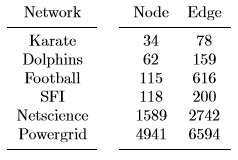 Network Node Edge
Karate 34 78
Dolphins 62 159
Football 115 616
SFI 118 200
Netscience 1589 2742
Powergrid 4941 6594